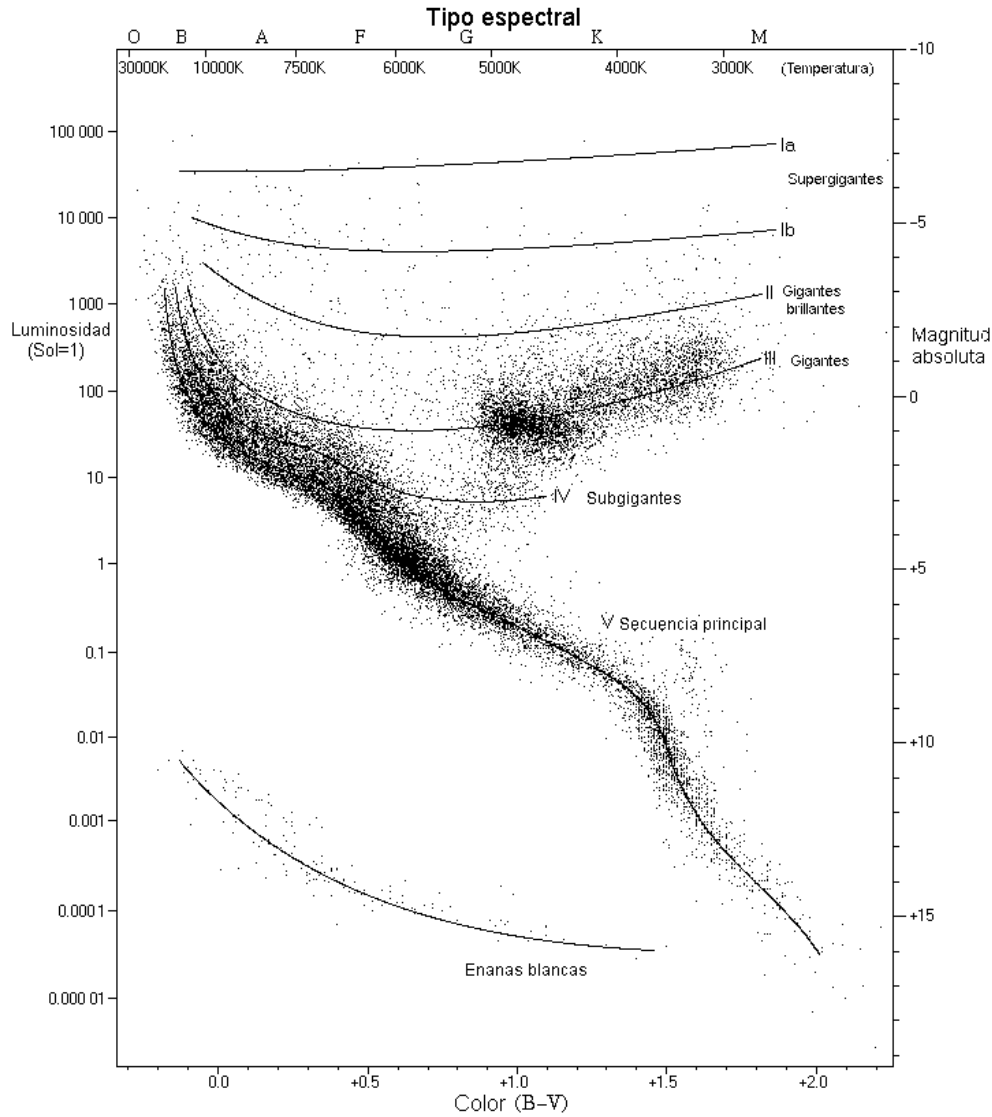 Tipo espectral
O B A F G K M
30000K 10000K 7500K 6000K 5000K 4000K 3000K (Temperatura)
-10
100 000
Ia
Supergigantes
10 000
-5
Ib
1000
II Gigantes
brillantes
Luminosidad
(Sol=1)
Magnitud
absoluta
III Gigantes
100
0
10
IV Subgigantes
1
+5
V Secuencia principal
0.1
0.01
+10
0.001
0.0001
+15
Enanas blancas
0.000 01
0.0 +0.5 +1.0 +1.5 +2.0
Color (B-V)